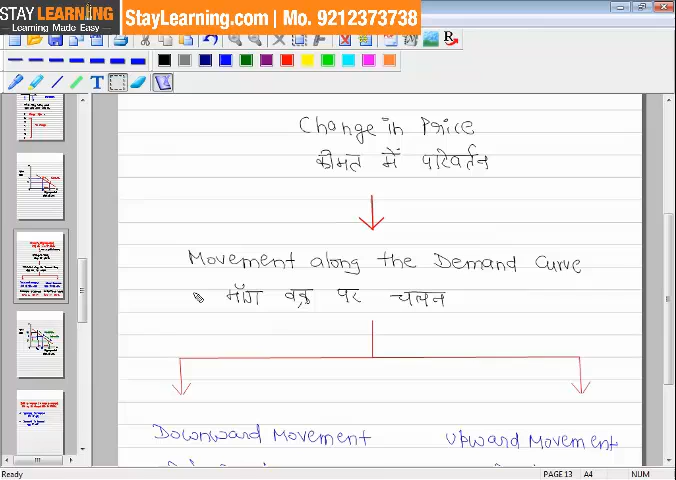 STAY LEARNING
Learning Made Easy
StayLearning.com | Mo. 9212373738
Change in Price
कीमत में परिवर्तन
Movement along the Demand Curve
माँग वक्र पर चलन
Downward Movement
Upward Movement
Ready
PAGE 13
A4
NUM